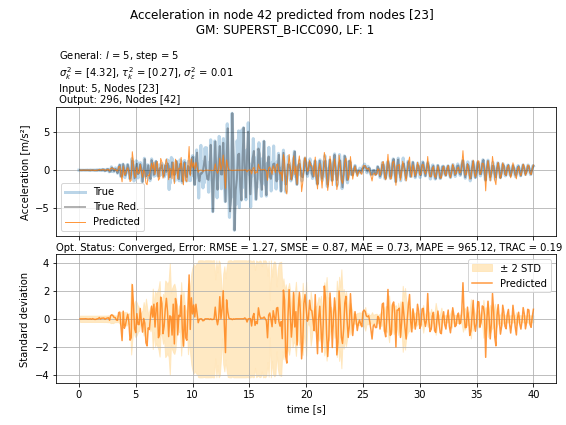 Acceleration in node 42 predicted from nodes [23]
GM: SUPERST_B-ICC090, LF: 1
General: l = 5, step = 5
σ²ₖ = [4.32], τ²ₖ = [0.27], σ²ₑ = 0.01
Input: 5, Nodes [23]
Output: 296, Nodes [42]
Acceleration [m/s²]
5
0
−5
True
True Red.
Predicted
Opt. Status: Converged, Error: RMSE = 1.27, SMSE = 0.87, MAE = 0.73, MAPE = 965.12, TRAC = 0.19
Standard deviation
4
2
0
−2
−4
± 2 STD
Predicted
0 5 10 15 20 25 30 35 40
time [s]